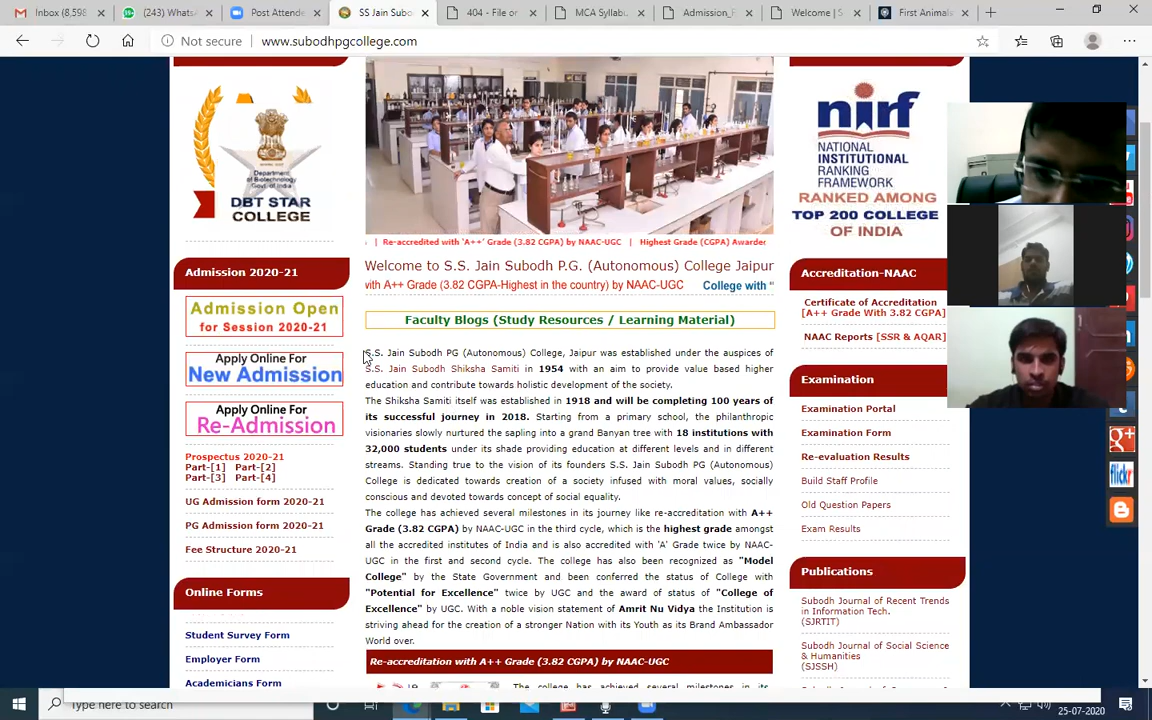 Inbox (8,598
(243) Whats
Post Attende
SS Jain Subo
404 - File or
MCA Syllabu
Admission_F
Welcome | S
First Animals
Not secure
www.subodhpgcollege.com
Department of
Biotechnology
Govt. of India
DBT STAR
COLLEGE
Admission 2020-21
Admission Open
for Session 2020-21
Apply Online For
New Admission
Apply Online For
Re-Admission
Prospectus 2020-21
Part-[1] Part-[2]
Part-[3] Part-[4]
UG Admission form 2020-21
PG Admission form 2020-21
Fee Structure 2020-21
Online Forms
Student Survey Form
Employer Form
Academicians Form
| Re-accredited with 'A++' Grade (3.82 CGPA) by NAAC-UGC | Highest Grade (CGPA) Awarde
Welcome to S.S. Jain Subodh P.G. (Autonomous) College Jaipur
with A++ Grade (3.82 CGPA-Highest in the country) by NAAC-UGC College with "
Faculty Blogs (Study Resources / Learning Material)
S.S. Jain Subodh PG (Autonomous) College, Jaipur was established under the auspices of
S.S. Jain Subodh Shiksha Samiti in 1954 with an aim to provide value based higher
education and contribute towards holistic development of the society.
The Shiksha Samiti itself was established in 1918 and will be completing 100 years of
its successful journey in 2018. Starting from a primary school, the philanthropic
visionaries slowly nurtured the sapling into a grand Banyan tree with 18 institutions with
32,000 students under its shade providing education at different levels and in different
streams. Standing true to the vision of its founders S.S. Jain Subodh PG (Autonomous)
College is dedicated towards creation of a society infused with moral values, socially
conscious and devoted towards concept of social equality.
The college has achieved several milestones in its journey like re-accreditation with A++
Grade (3.82 CGPA) by NAAC-UGC in the third cycle, which is the highest grade amongst
all the accredited institutes of India and is also accredited with 'A' Grade twice by NAAC-
UGC in the first and second cycle. The college has also been recognized as "Model
College" by the State Government and been conferred the status of College with
"Potential for Excellence" twice by UGC and the award of status of "College of
Excellence" by UGC. With a noble vision statement of Amrit Nu Vidya the Institution is
striving ahead for the creation of a stronger Nation with its Youth as its Brand Ambassador
World over.
Re-accreditation with A++ Grade (3.82 CGPA) by NAAC-UGC
The college has achieved several milestones in its
nirf
NATIONAL
INSTITUTIONAL
RANKING
FRAMEWORK
RANKED AMONG
TOP 200 COLLEGE
OF INDIA
Accreditation-NAAC
Certificate of Accreditation
[A++ Grade With 3.82 CGPA]
NAAC Reports [SSR & AQAR]
Examination
Examination Portal
Examination Form
Re-evaluation Results
Build Staff Profile
Old Question Papers
Exam Results
Publications
Subodh Journal of Recent Trends
in Information Tech.
(SJRTIT)
Subodh Journal of Social Science
& Humanities
(SJSSH)
flickr
Type here to search
25-07-2020